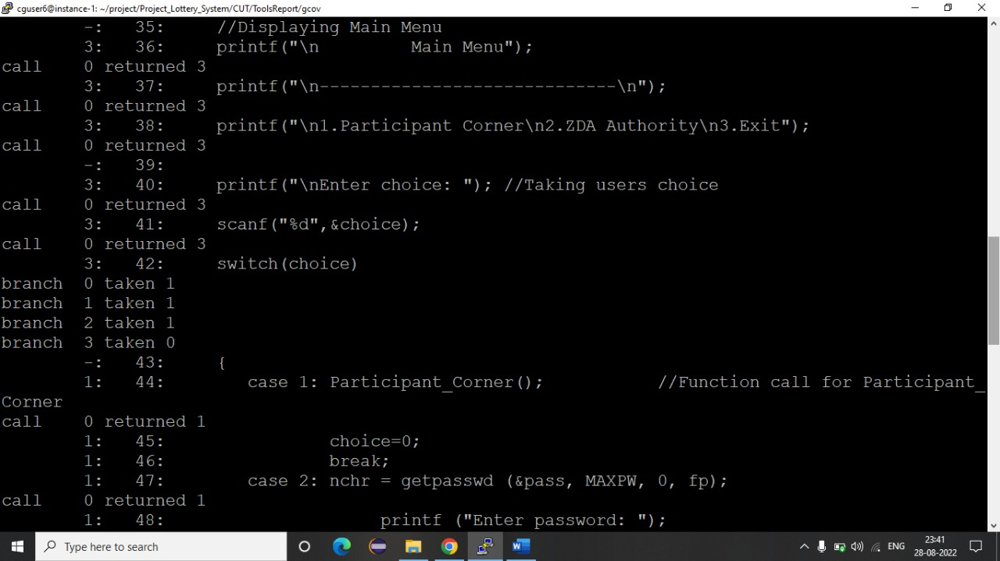 cguser6@instance-1: ~/project/Project_Lottery_System/CUT/ToolsReport/gcov
-:   35:     //Displaying Main Menu
3:   36:     printf("\n         Main Menu");
call    0 returned 3
3:   37:     printf("\n-----------------------------\n");
call    0 returned 3
3:   38:     printf("\n1.Participant Corner\n2.ZDA Authority\n3.Exit");
call    0 returned 3
-:   39:
3:   40:     printf("\nEnter choice: "); //Taking users choice
call    0 returned 3
3:   41:     scanf("%d",&choice);
call    0 returned 3
3:   42:     switch(choice)
branch  0 taken 1
branch  1 taken 1
branch  2 taken 1
branch  3 taken 0
-:   43:     {
1:   44:        case 1: Participant_Corner();           //Function call for Participant_
Corner
call    0 returned 1
1:   45:                choice=0;
1:   46:                break;
1:   47:        case 2: nchr = getpasswd (&pass, MAXPW, 0, fp);
call    0 returned 1
1:   48:                     printf ("Enter password: ");
Type here to search
ENG
23:41
28-08-2022